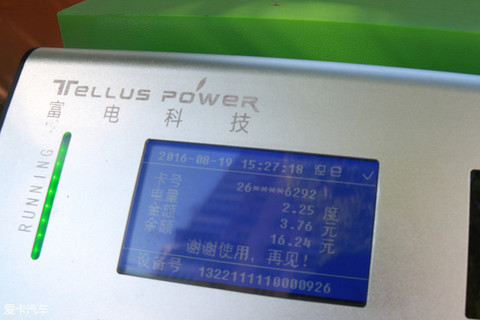 TELLUS POWER
富电科技
RUNNING
2016-08-19 15:27:18
卡号 26****6292
电量 2.25 度
金额 3.76 元
余额 16.24 元
谢谢使用,再见!
设备号 1322111110000926
爱卡汽车